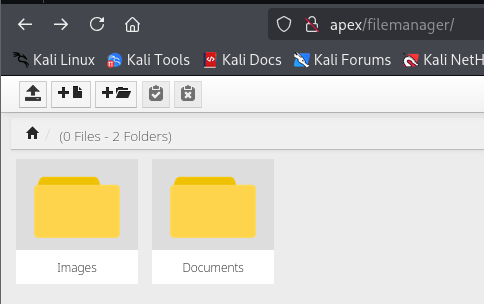 apex/filemanager/
Kali Linux Kali Tools Kali Docs Kali Forums Kali NetH
(0 Files - 2 Folders)
Images Documents